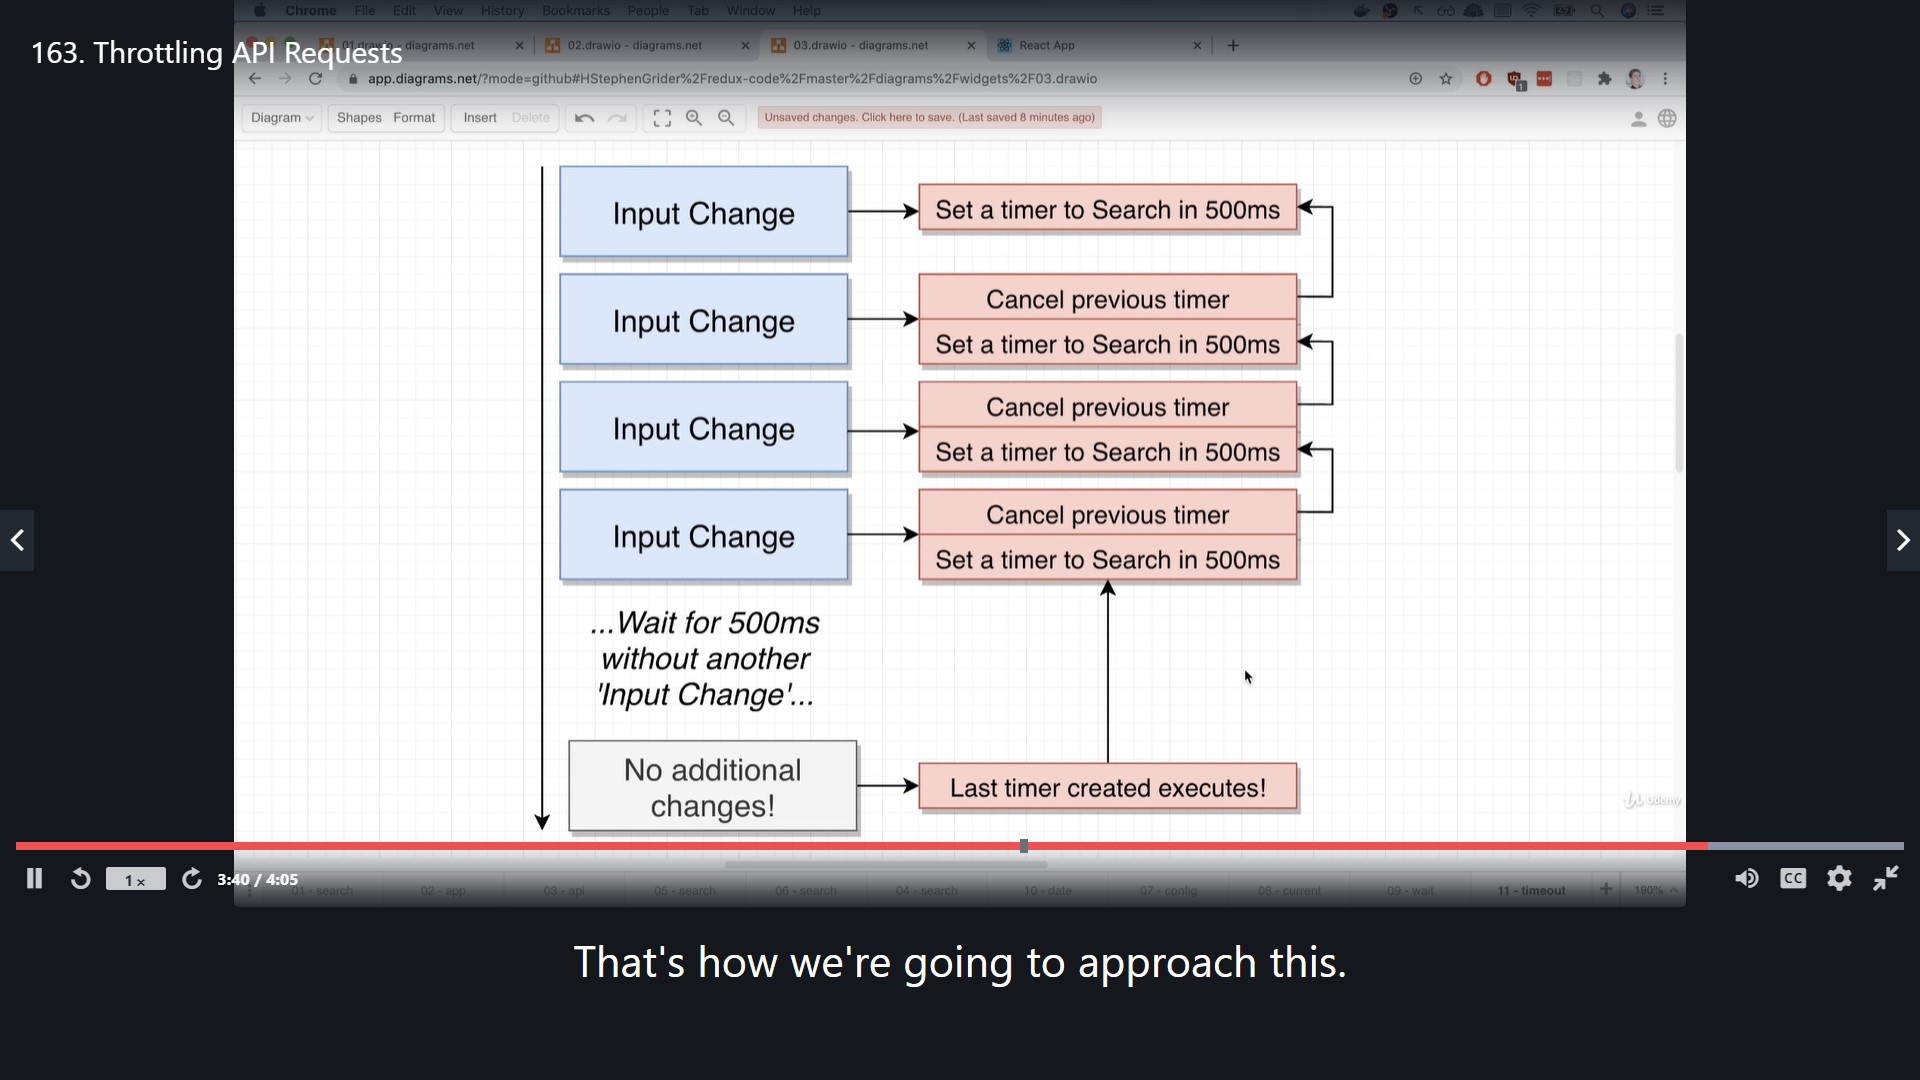 Chrome File Edit View History Bookmarks People Tab Window Help
163. Throttling API Requests
01.drawio - diagrams.net
02.drawio - diagrams.net
03.drawio - diagrams.net
React App
app.diagrams.net/?mode=github#HStephenGrider%2Fredux-code%2Fmaster%2Fdiagrams%2Fwidgets%2F03.drawio
Diagram Shapes Format Insert Delete
Unsaved changes. Click here to save. (Last saved 8 minutes ago)
Input Change
Set a timer to Search in 500ms
Input Change
Cancel previous timer
Set a timer to Search in 500ms
Input Change
Cancel previous timer
Set a timer to Search in 500ms
Input Change
Cancel previous timer
Set a timer to Search in 500ms
...Wait for 500ms
without another
'Input Change'...
No additional
changes!
Last timer created executes!
Udemy
1×
3:40 / 4:05
CC
01 - search 02 - app 03 - api 05 - search 06 - search 04 - search 10 - date 07 - config 08 - current 09 - wait 11 - timeout 190%
That's how we're going to approach this.